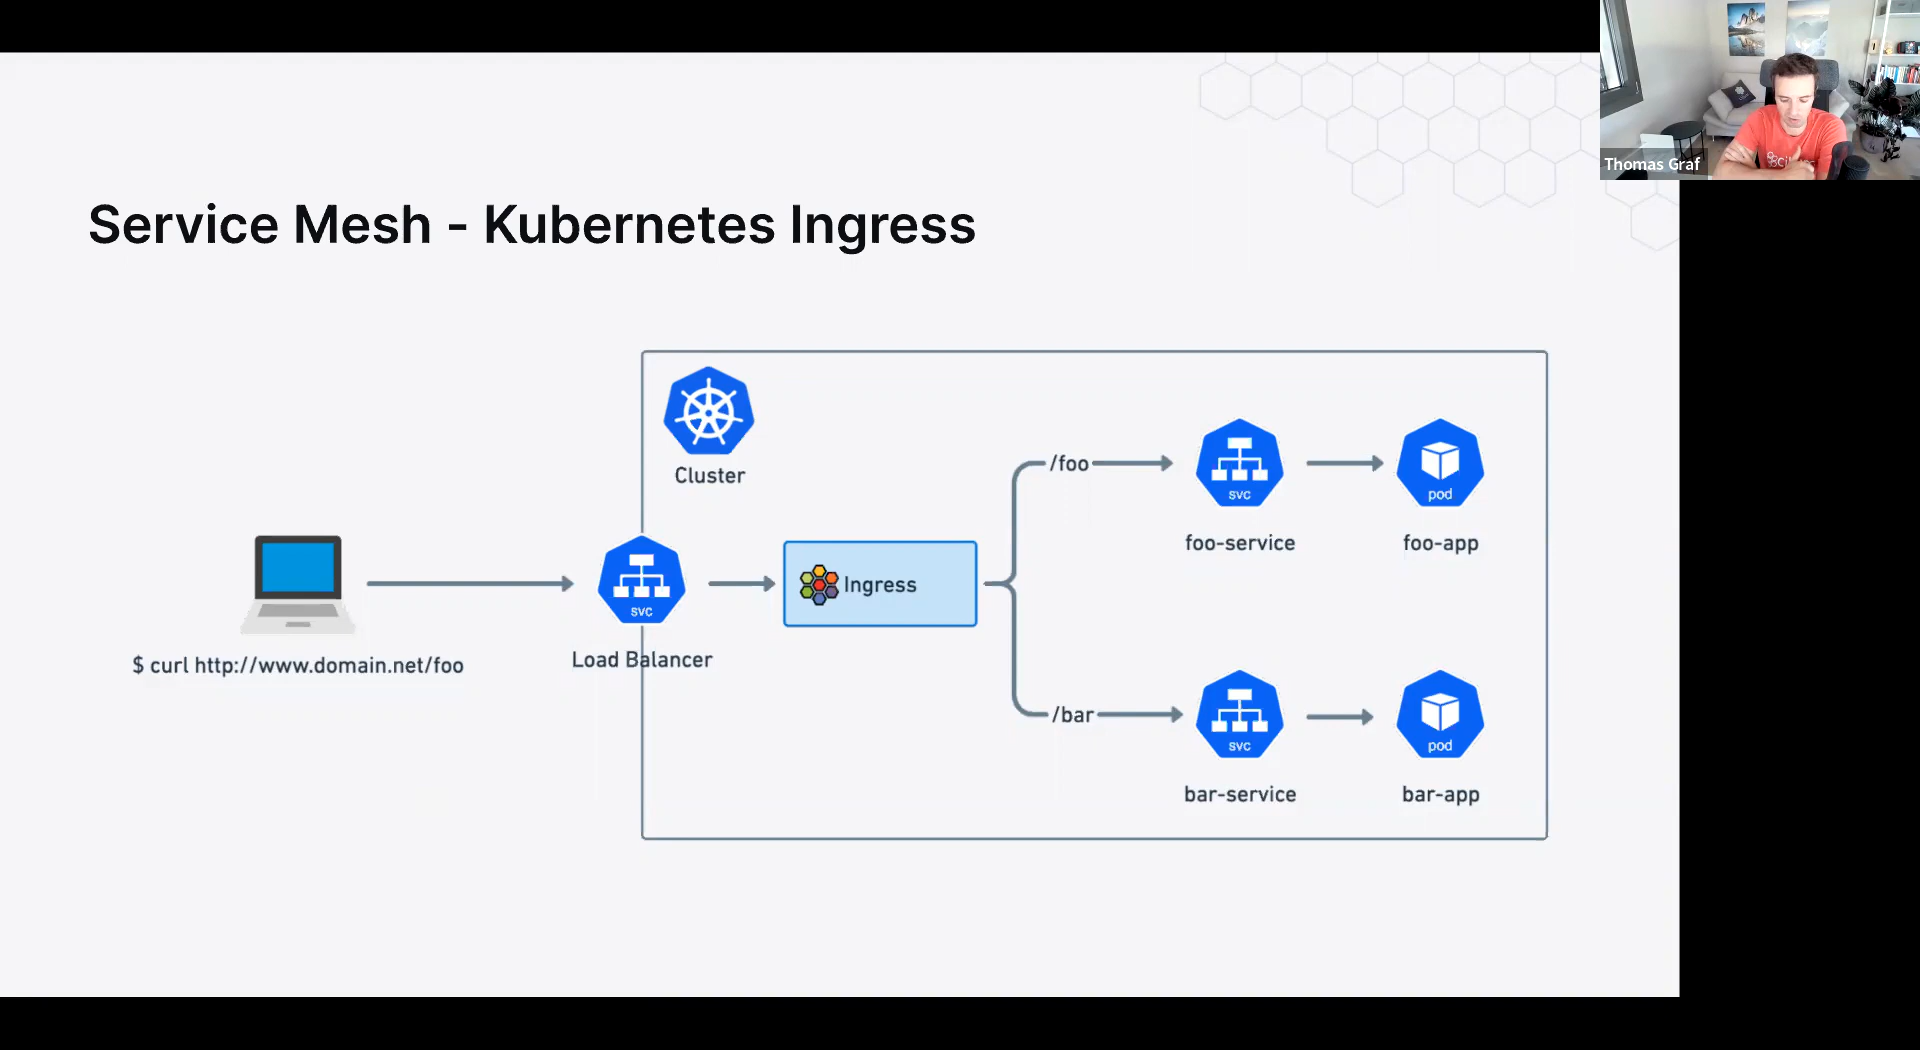 Thomas Graf
Service Mesh - Kubernetes Ingress
Cluster
$ curl http://www.domain.net/foo
svc
Load Balancer
Ingress
/foo
svc
foo-service
pod
foo-app
/bar
svc
bar-service
pod
bar-app